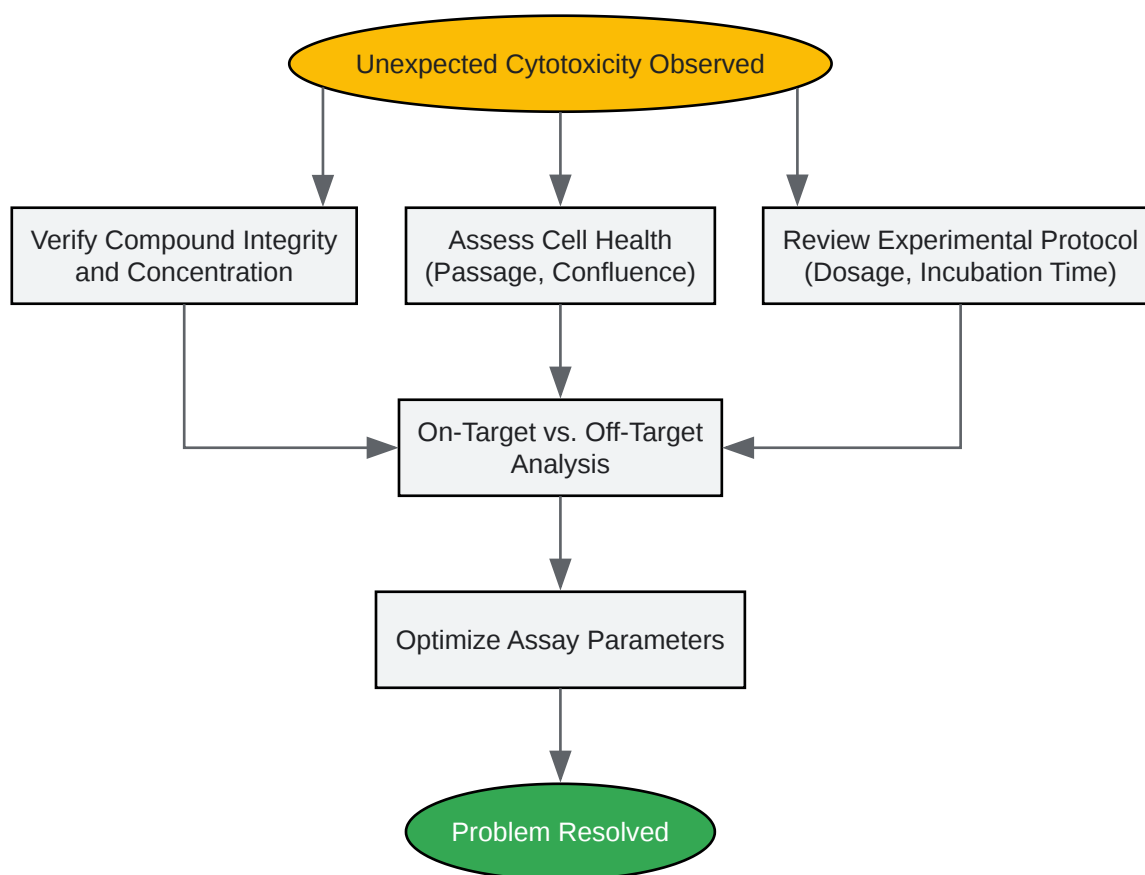 Unexpected Cytotoxicity Observed
Verify Compound Integrity
and Concentration
Assess Cell Health
(Passage, Confluence)
Review Experimental Protocol
(Dosage, Incubation Time)
On-Target vs. Off-Target
Analysis
Optimize Assay Parameters
Problem Resolved